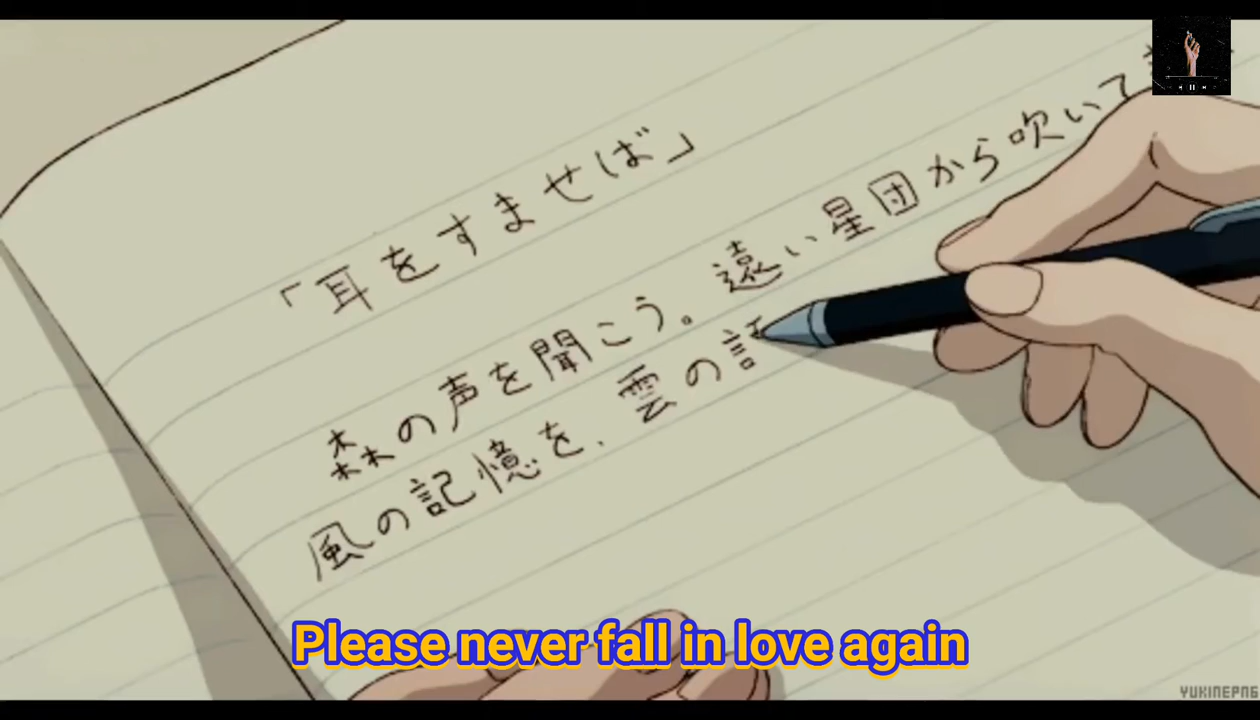 「耳をすませば」
森の声を聞こう。遠い星団から吹いて
風の記憶を、雲の話
Please never fall in love again
YUKINEPNG